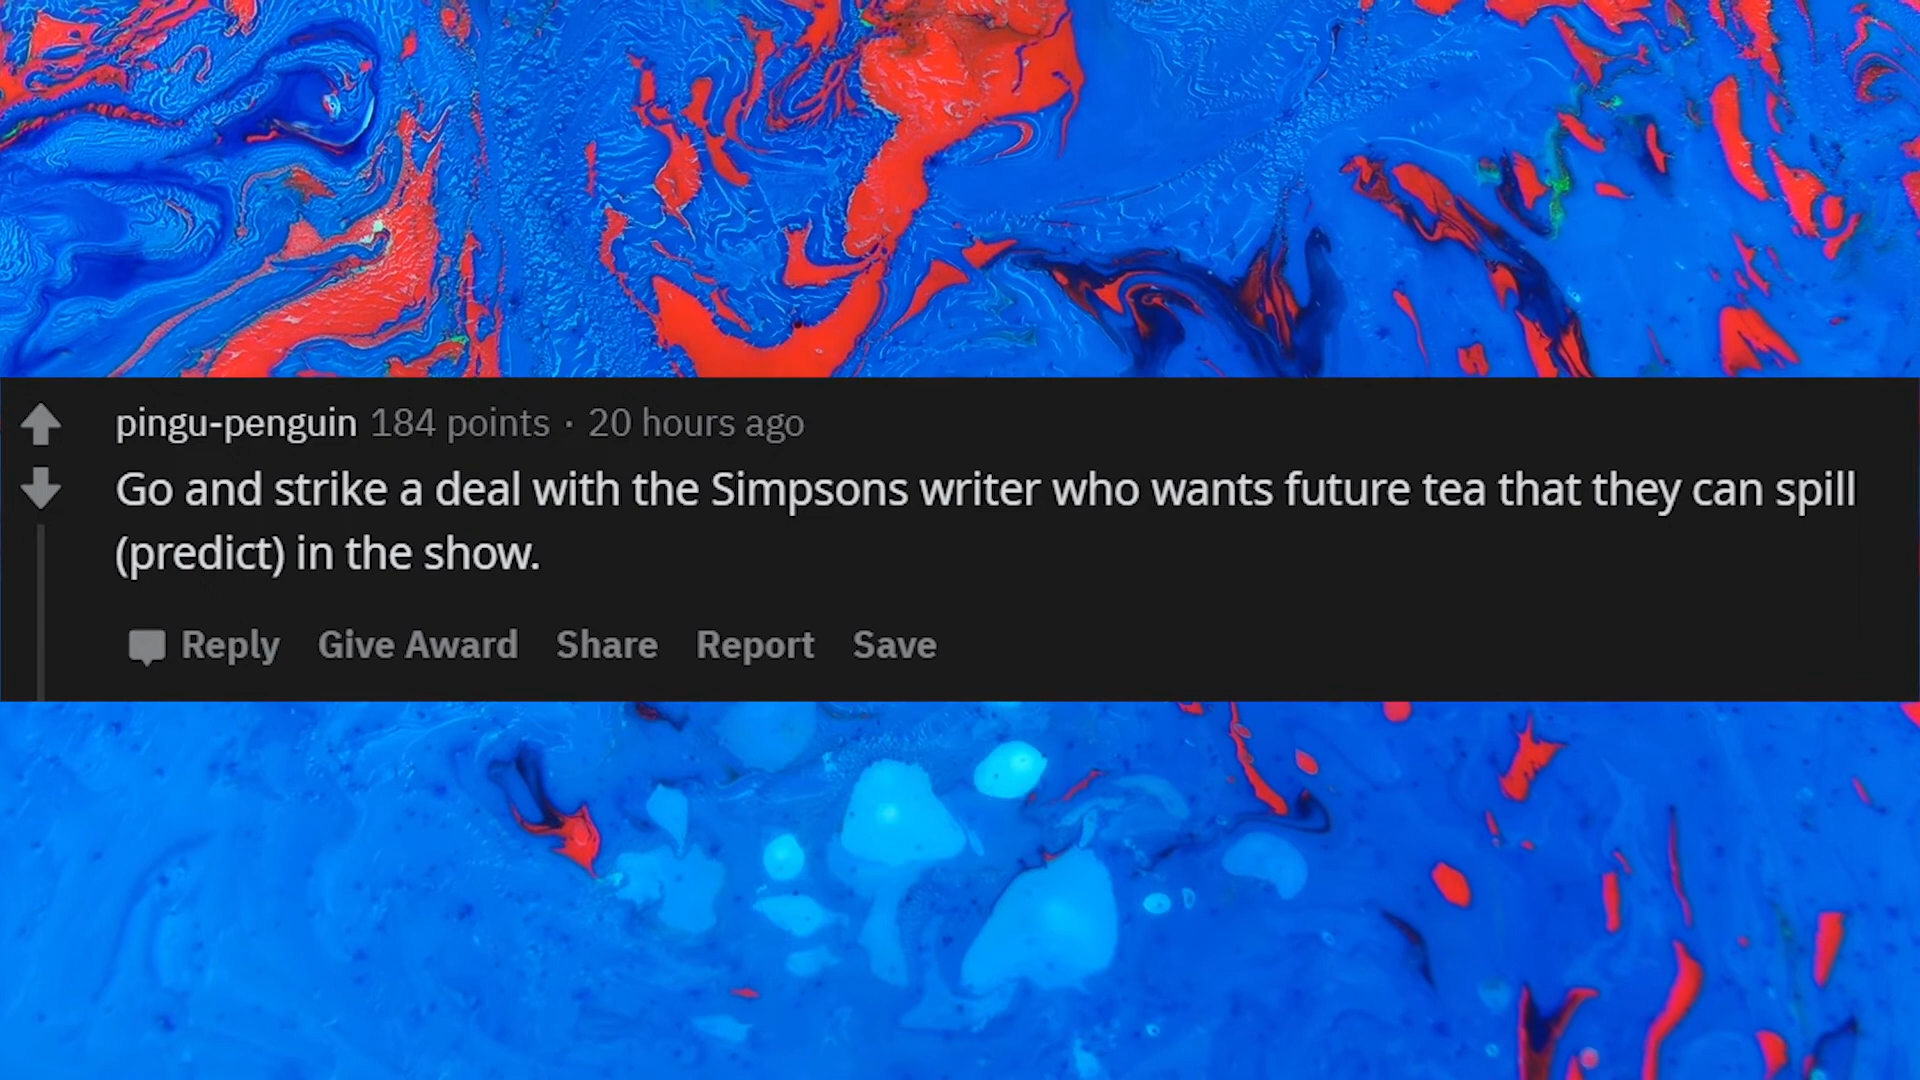 pingu-penguin 184 points · 20 hours ago
Go and strike a deal with the Simpsons writer who wants future tea that they can spill
(predict) in the show.
Reply Give Award Share Report Save